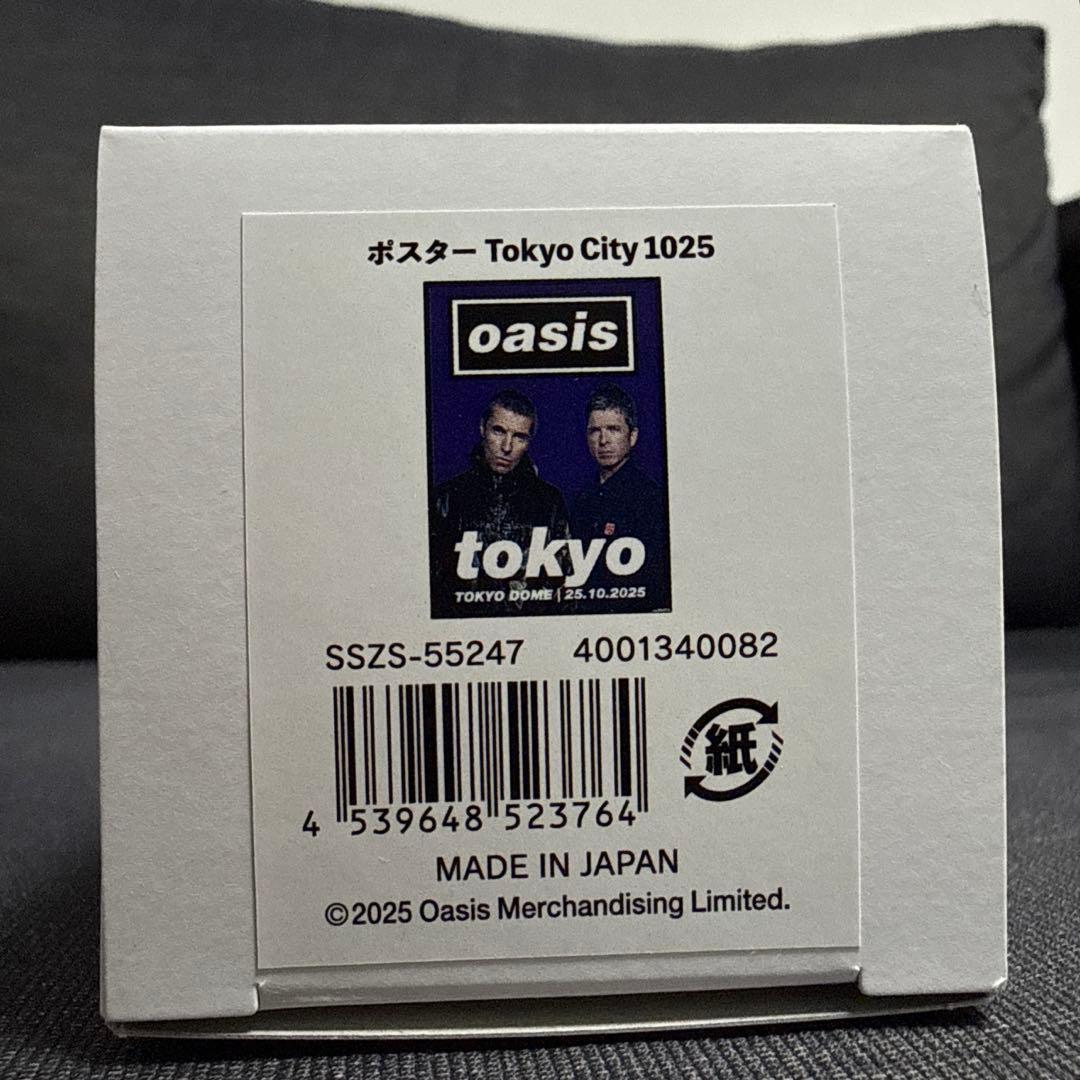 ポスター Tokyo City 1025
oasis
tokyo
TOKYO DOME | 25.10.2025
SSZS-55247 4001340082
紙
4 539648 523764
MADE IN JAPAN
©2025 Oasis Merchandising Limited.